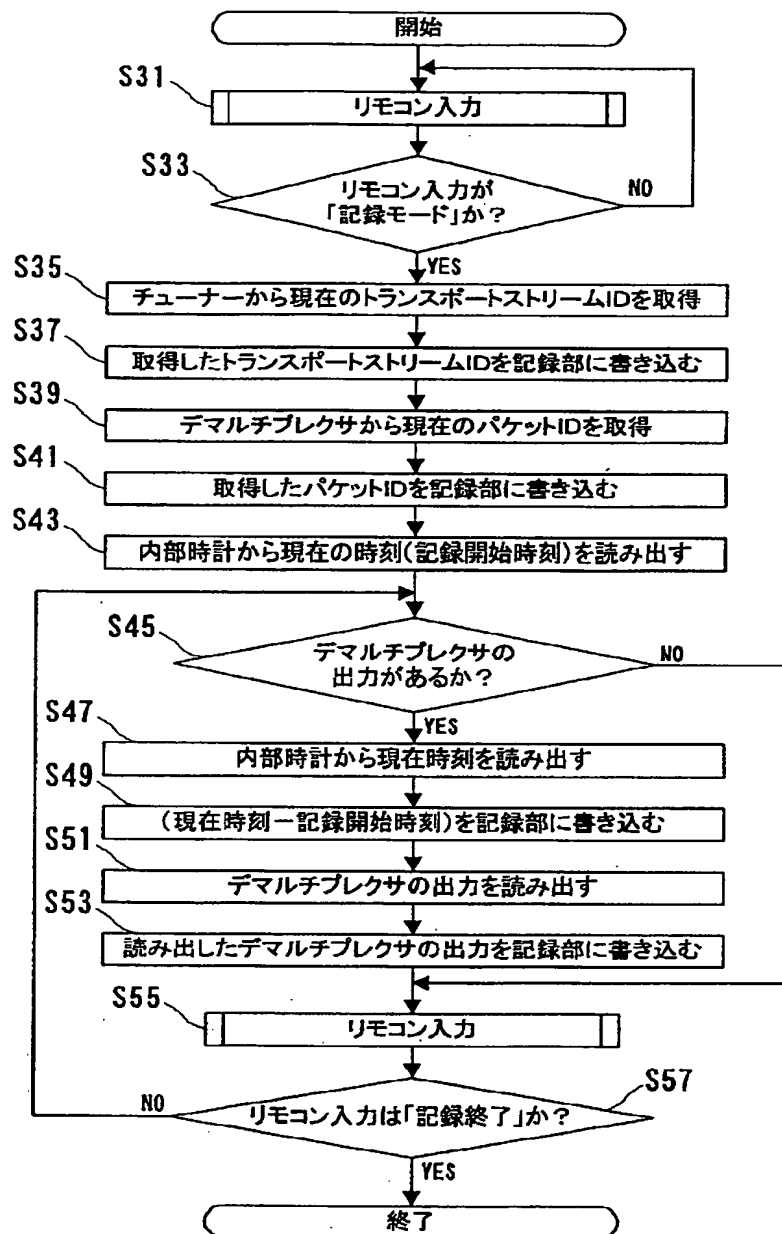 開始
S31
リモコン入力
S33
リモコン入力が
「記録モード」か?
NO
YES
S35
チューナーから現在のトランスポートストリームIDを取得
S37
取得したトランスポートストリームIDを記録部に書き込む
S39
デマルチプレクサから現在のパケットIDを取得
S41
取得したパケットIDを記録部に書き込む
S43
内部時計から現在の時刻(記録開始時刻)を読み出す
S45
デマルチプレクサの
出力があるか?
NO
YES
S47
内部時計から現在時刻を読み出す
S49
(現在時刻－記録開始時刻)を記録部に書き込む
S51
デマルチプレクサの出力を読み出す
S53
読み出したデマルチプレクサの出力を記録部に書き込む
S55
リモコン入力
S57
リモコン入力は「記録終了」か?
NO
YES
終了